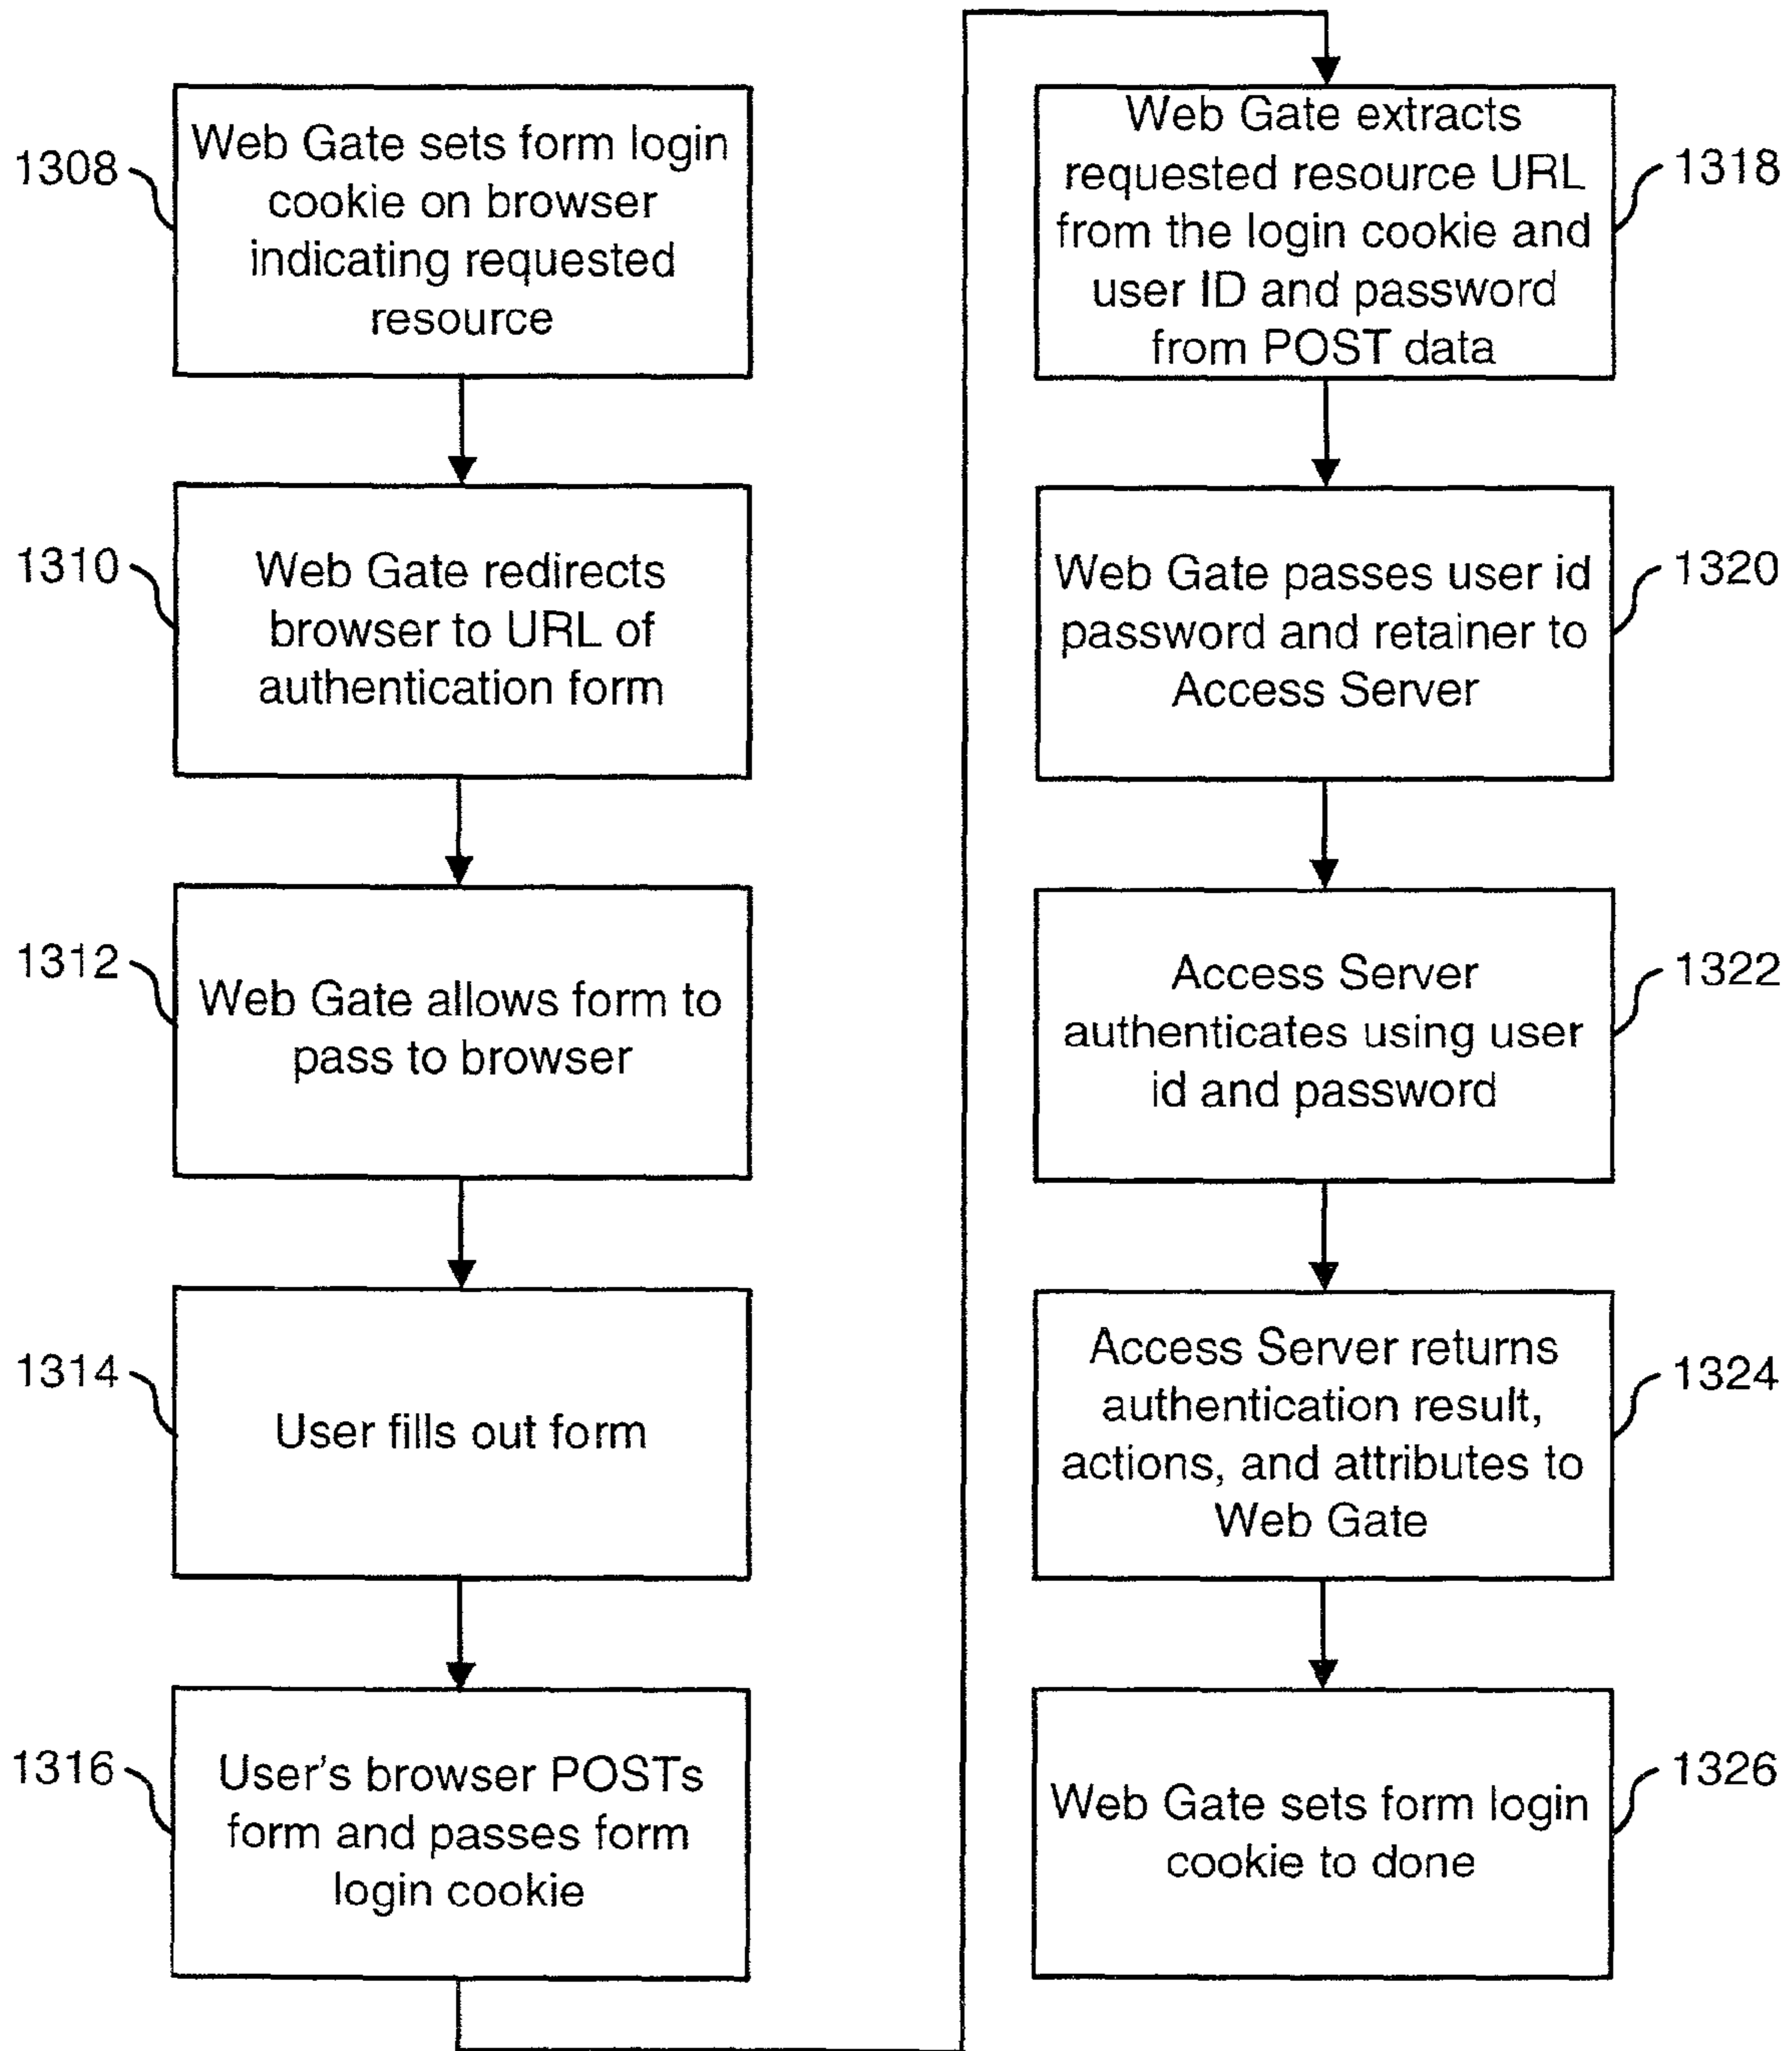 1308
Web Gate sets form login
cookie on browser
indicating requested
resource
1310
Web Gate redirects
browser to URL of
authentication form
1312
Web Gate allows form to
pass to browser
1314
User fills out form
1316
User's browser POSTs
form and passes form
login cookie
Web Gate extracts
requested resource URL
from the login cookie and
user ID and password
from POST data
1318
Web Gate passes user id
password and retainer to
Access Server
1320
Access Server
authenticates using user
id and password
1322
Access Server returns
authentication result,
actions, and attributes to
Web Gate
1324
Web Gate sets form login
cookie to done
1326